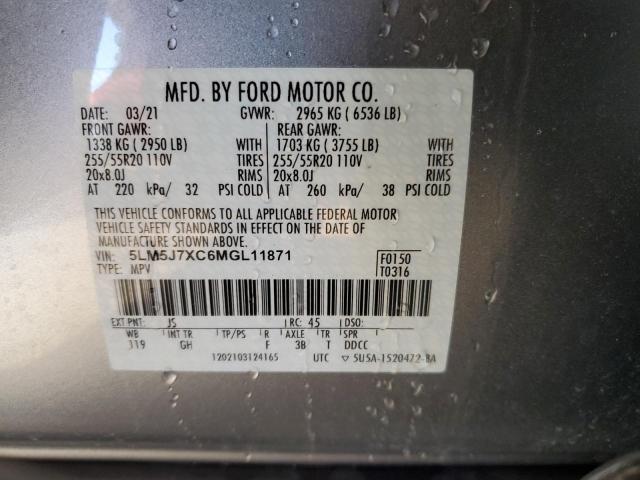 MFD. BY FORD MOTOR CO.
DATE: 03/21 GVWR: 2965 KG ( 6536 LB)
FRONT GAWR: REAR GAWR:
1338 KG ( 2950 LB) WITH 1703 KG ( 3755 LB) WITH
255/55R20 110V TIRES 255/55R20 110V TIRES
20x8.0J RIMS 20x8.0J RIMS
AT 220 kPa/ 32 PSI COLD AT 260 kPa/ 38 PSI COLD
THIS VEHICLE CONFORMS TO ALL APPLICABLE FEDERAL MOTOR
VEHICLE SAFETY STANDARDS IN EFFECT ON THE DATE OF
MANUFACTURE SHOWN ABOVE.
VIN: 5LM5J7XC6MGL11871 F0150
TYPE: MPV T0316
EXT PNT: JS RC: 45 DSO:
WB INT TR TP/PS R AXLE TR SPR
119 GH F 3B T DDCC
1202103124165 UTC ▽ 5U5A-1520472-BA